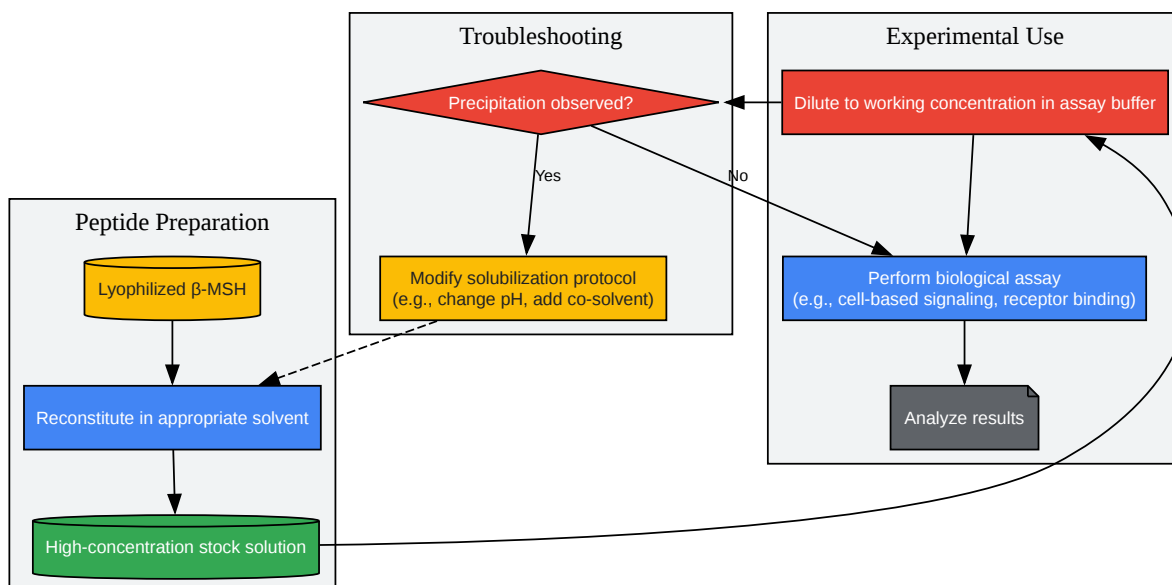 Troubleshooting
Precipitation observed?
Yes
No
Modify solubilization protocol
(e.g., change pH, add co-solvent)
Experimental Use
Dilute to working concentration in assay buffer
Perform biological assay
(e.g., cell-based signaling, receptor binding)
Analyze results
Peptide Preparation
Lyophilized β-MSH
Reconstitute in appropriate solvent
High-concentration stock solution